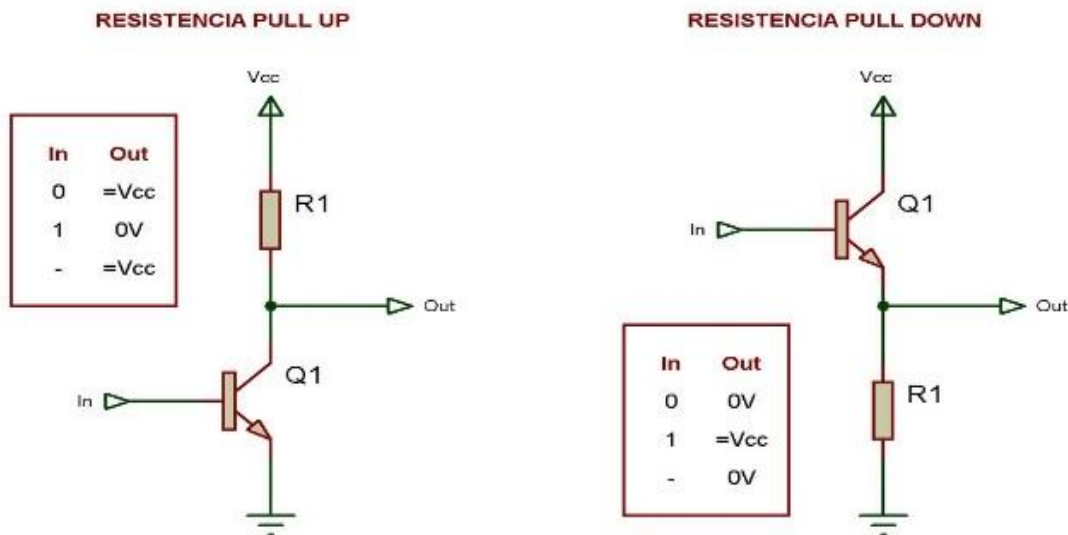 RESISTENCIA PULL UP
Vcc
In Out
0 =Vcc
1 0V
- =Vcc
R1
Out
Q1
In
RESISTENCIA PULL DOWN
Vcc
Q1
In
Out
In Out
0 0V
1 =Vcc
- 0V
R1